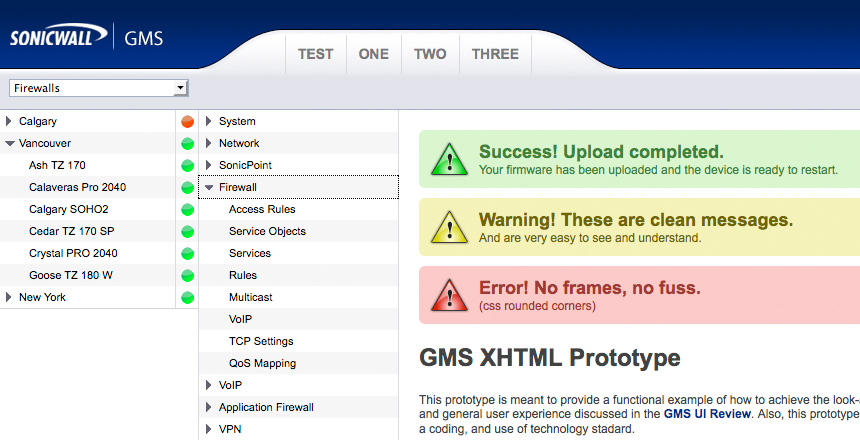 SONICWALL GMS
TEST ONE TWO THREE
Firewalls
Calgary
Vancouver
Ash TZ 170
Calaveras Pro 2040
Calgary SOHO2
Cedar TZ 170 SP
Crystal PRO 2040
Goose TZ 180 W
New York
System
Network
SonicPoint
Firewall
Access Rules
Service Objects
Services
Rules
Multicast
VoIP
TCP Settings
QoS Mapping
VoIP
Application Firewall
VPN
Success! Upload completed.
Your firmware has been uploaded and the device is ready to restart.
Warning! These are clean messages.
And are very easy to see and understand.
Error! No frames, no fuss.
(css rounded corners)
GMS XHTML Prototype
This prototype is meant to provide a functional example of how to achieve the look-
and general user experience discussed in the GMS UI Review. Also, this prototype
a coding, and use of technology stadard.